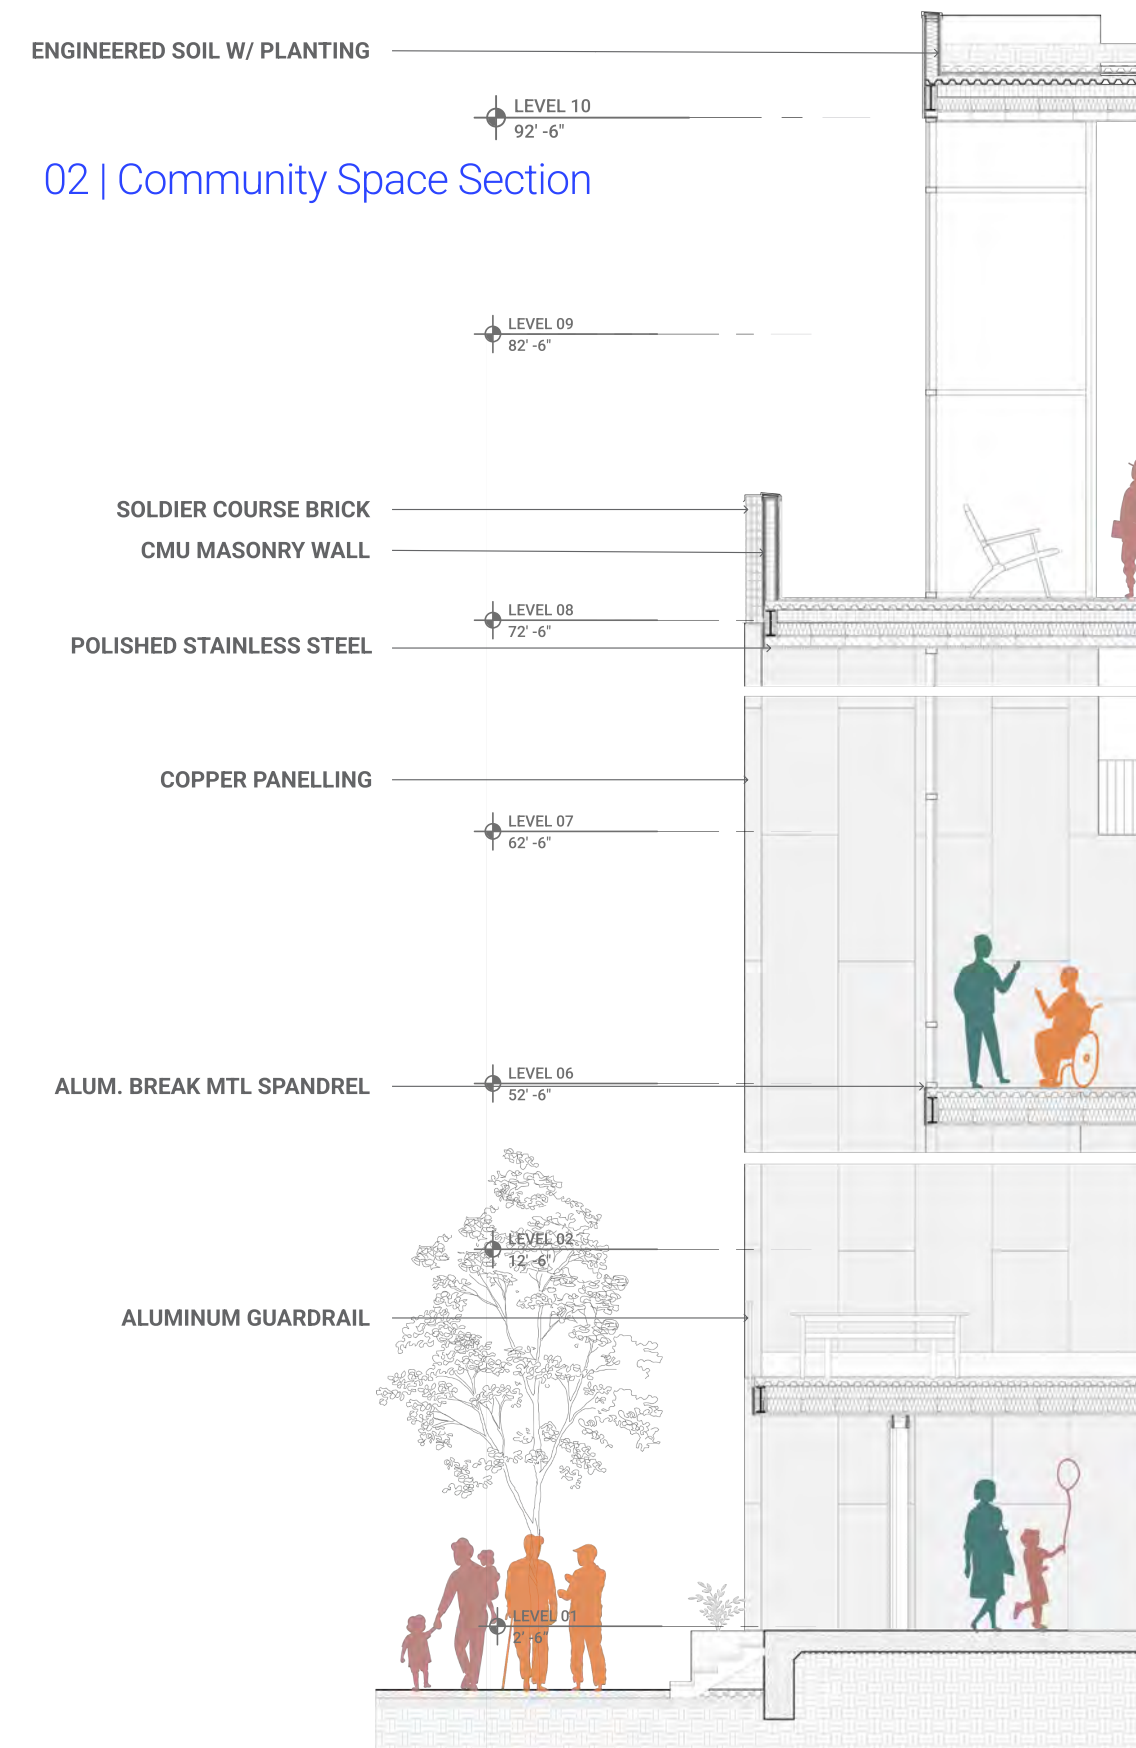 ENGINEERED SOIL W/ PLANTING
LEVEL 10
92' -6"
02 | Community Space Section
LEVEL 09
82' -6"
SOLDIER COURSE BRICK
CMU MASONRY WALL
LEVEL 08
72' -6"
POLISHED STAINLESS STEEL
COPPER PANELLING
LEVEL 07
62' -6"
LEVEL 06
ALUM. BREAK MTL SPANDREL
52' -6"
LEVEL 02
12' -6"
ALUMINUM GUARDRAIL
LEVEL 01
2' -6"